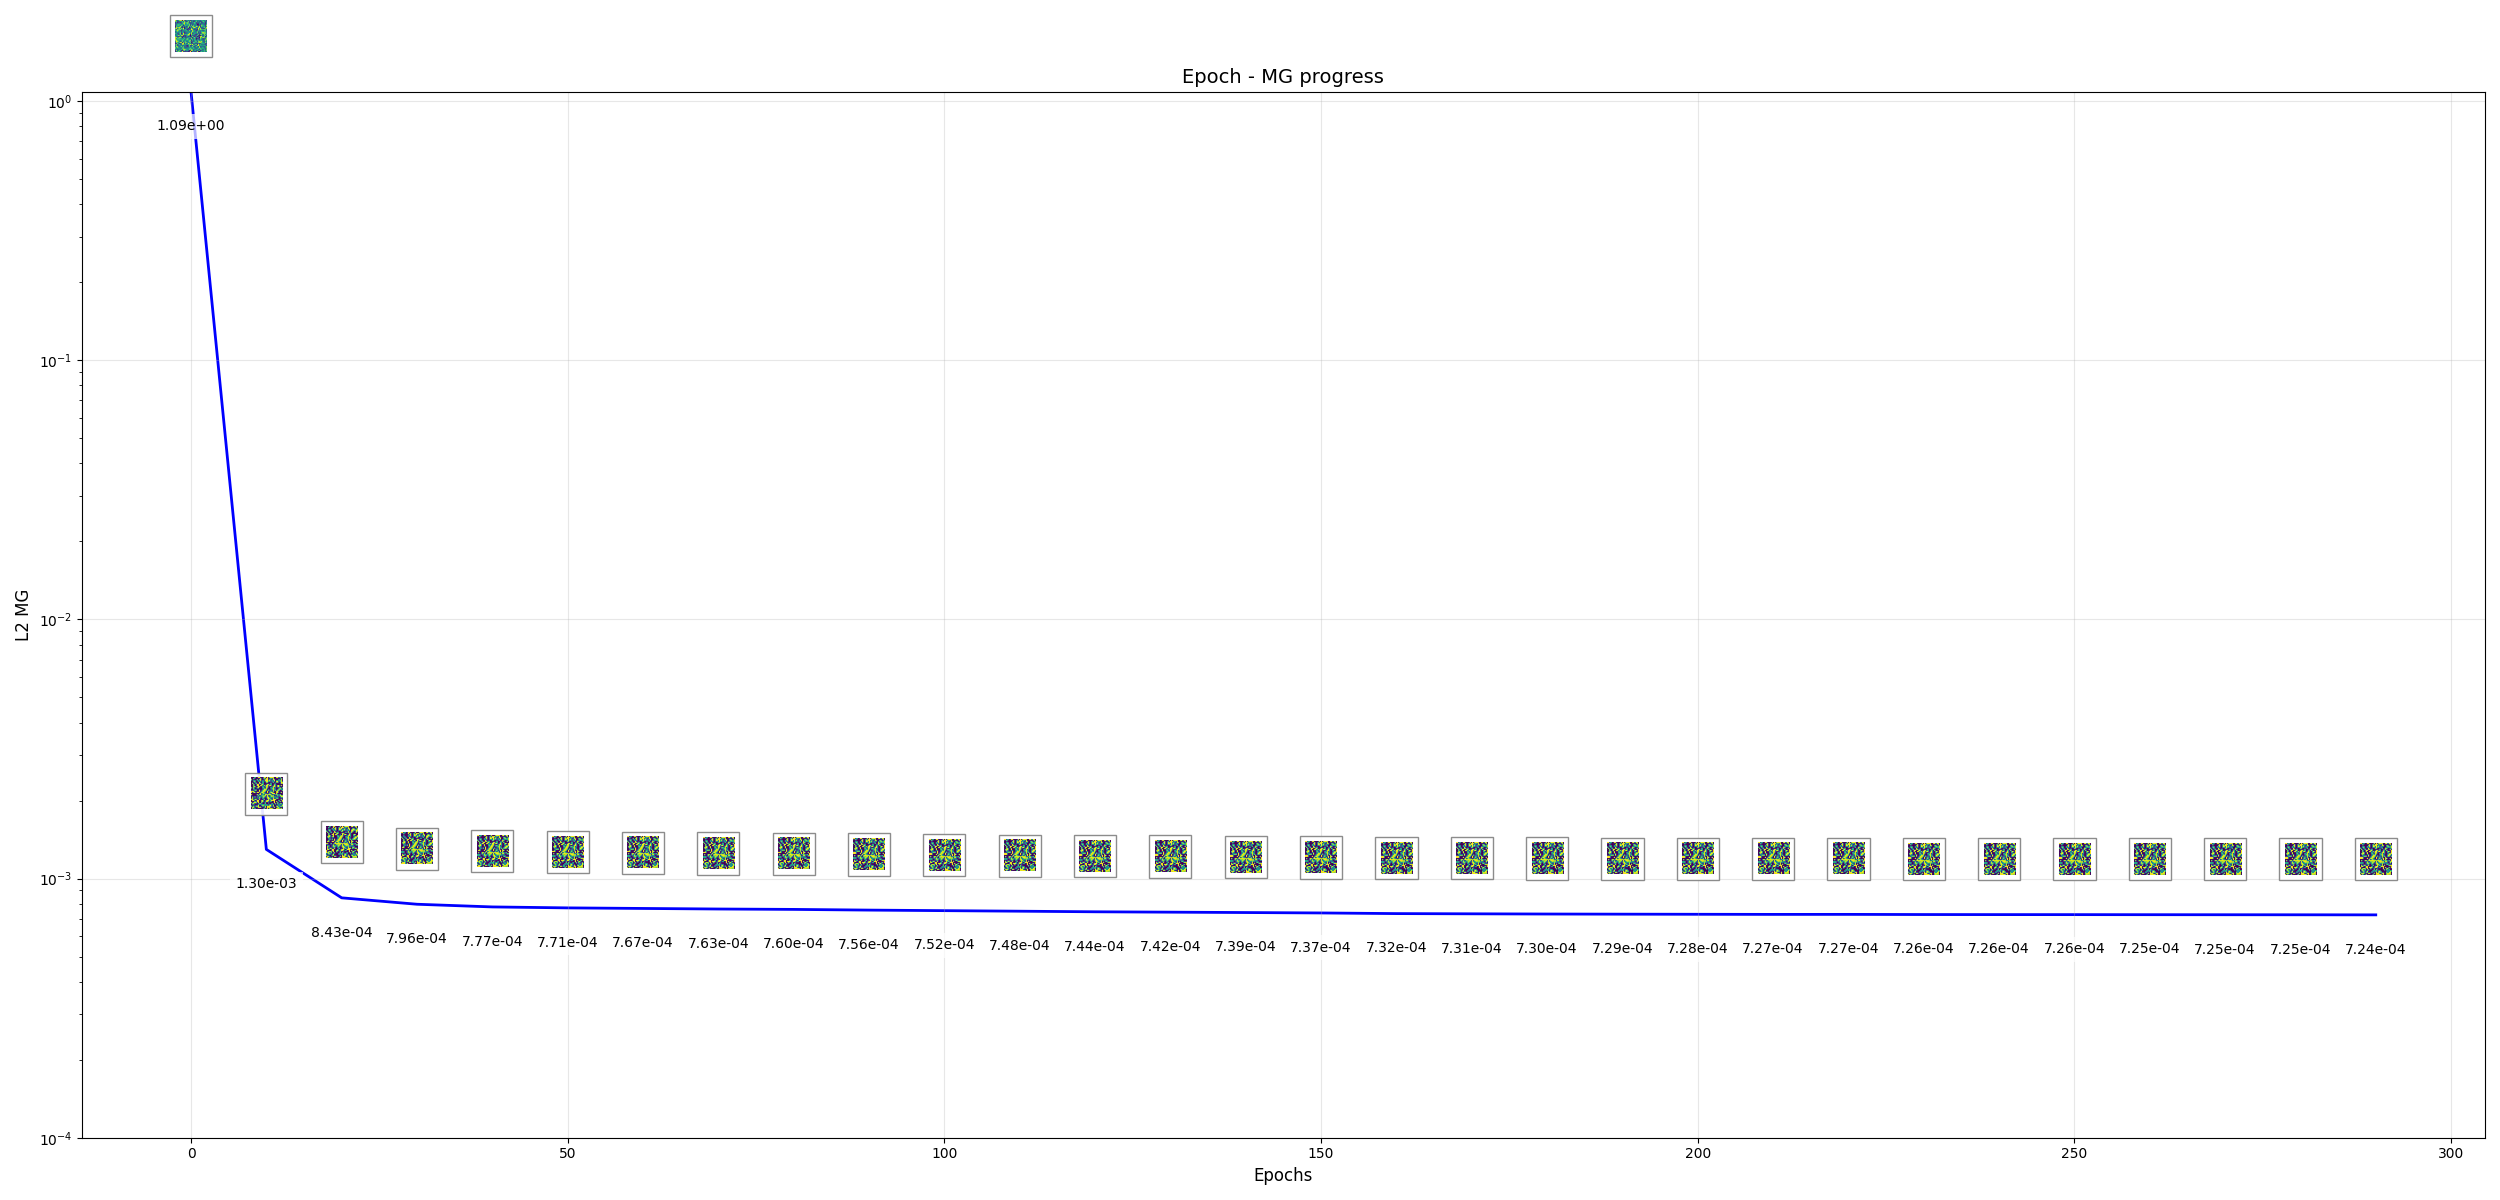 Epoch - MG progress
10⁰
10⁻¹
10⁻²
10⁻³
10⁻⁴
L2 MG
1.09e+00
1.30e-03
8.43e-04
7.96e-04
7.77e-04
7.71e-04
7.67e-04
7.63e-04
7.60e-04
7.56e-04
7.52e-04
7.48e-04
7.44e-04
7.42e-04
7.39e-04
7.37e-04
7.32e-04
7.31e-04
7.30e-04
7.29e-04
7.28e-04
7.27e-04
7.27e-04
7.26e-04
7.26e-04
7.26e-04
7.25e-04
7.25e-04
7.25e-04
7.24e-04
0 50 100 150 200 250 300
Epochs